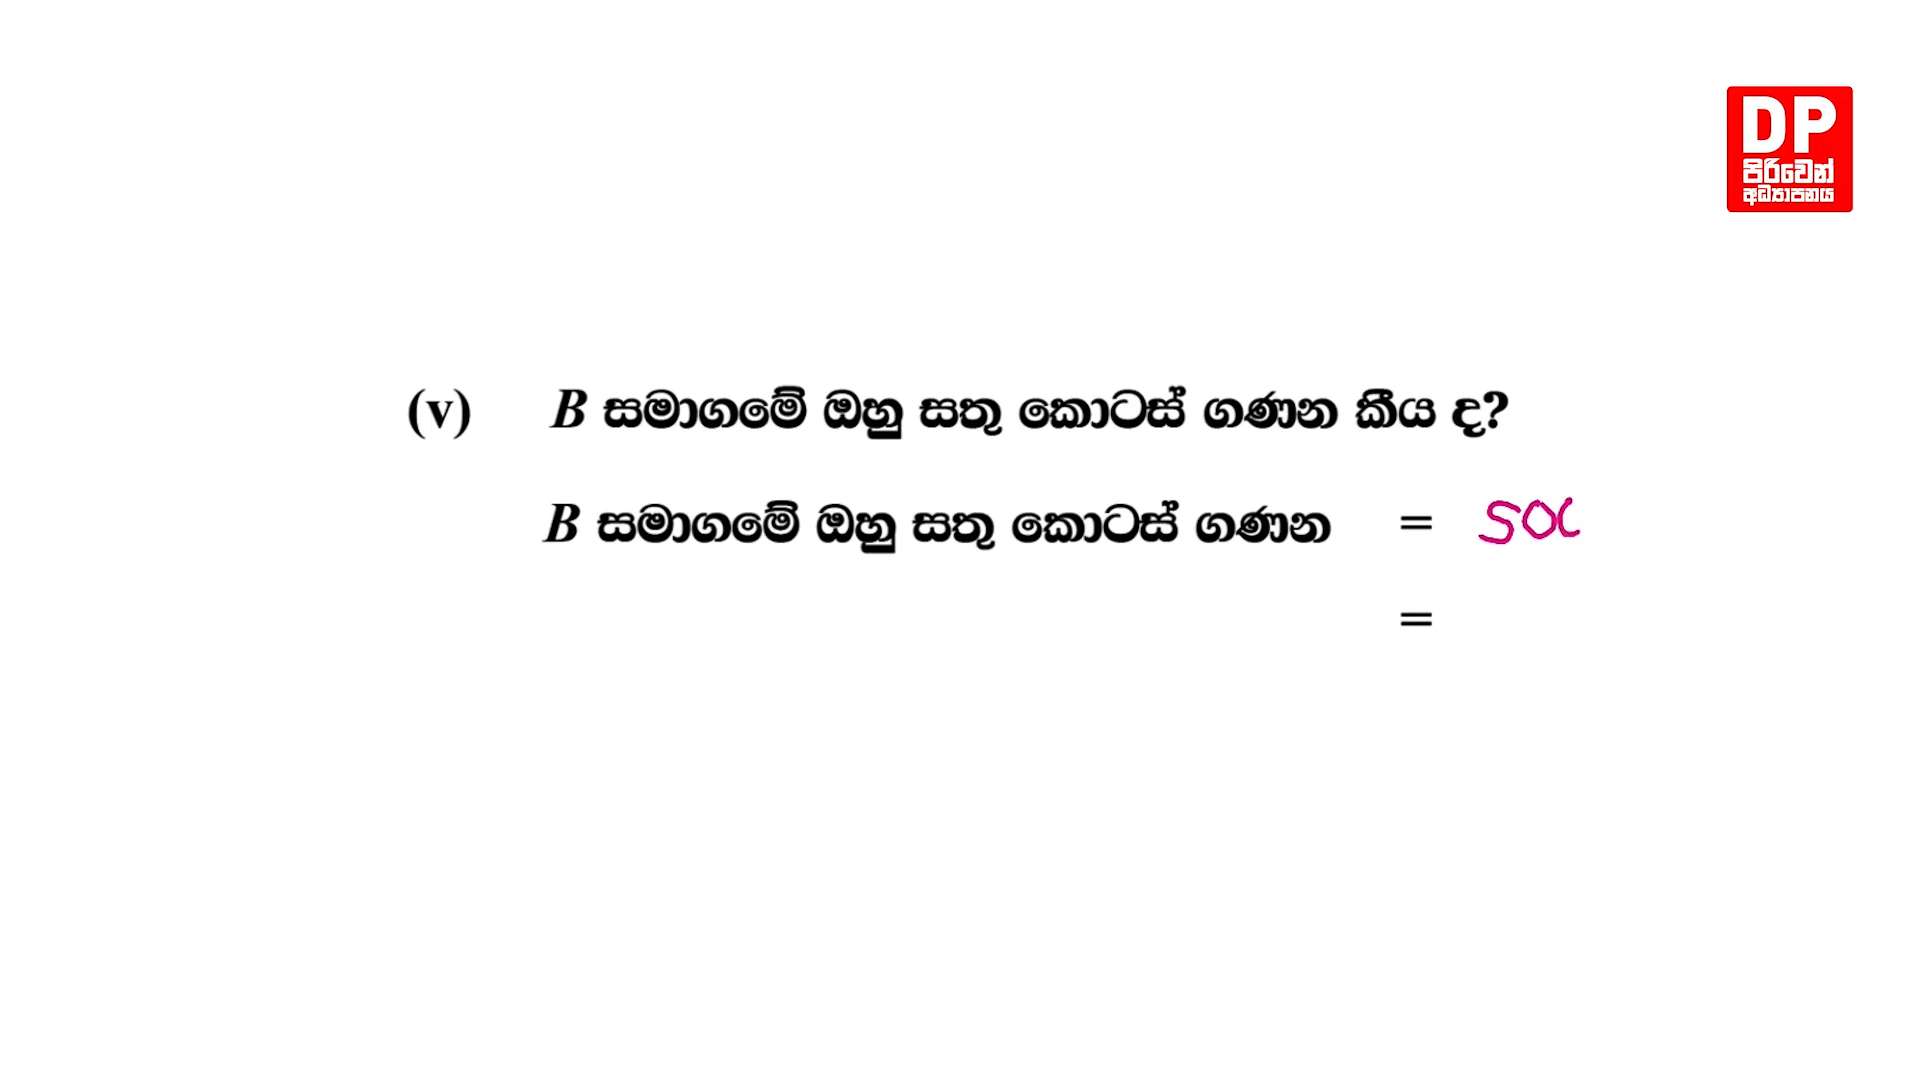 DP
පිරිවෙන්
අධ්‍යාපනය
(v) B සමාගමේ ඔහු සතු කොටස් ගණන කීය ද?
B සමාගමේ ඔහු සතු කොටස් ගණන =
=